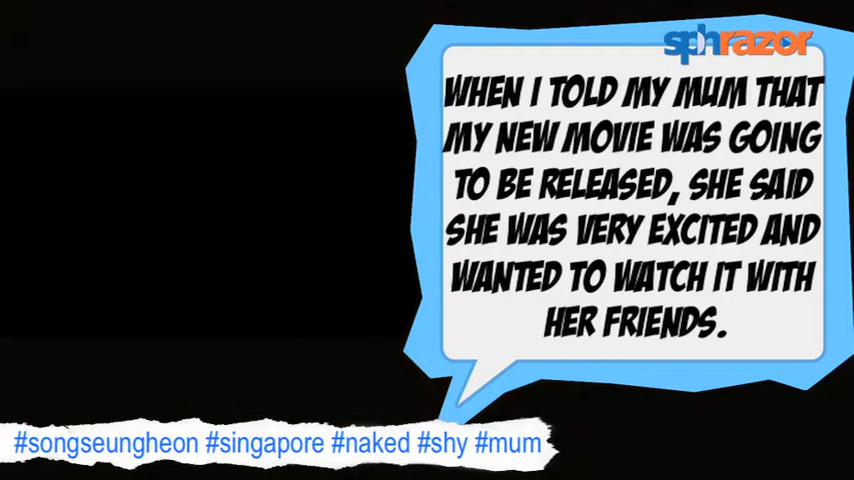 sphrazor
WHEN I TOLD MY MUM THAT
MY NEW MOVIE WAS GOING
TO BE RELEASED, SHE SAID
SHE WAS VERY EXCITED AND
WANTED TO WATCH IT WITH
HER FRIENDS.
#songseungheon #singapore #naked #shy #mum